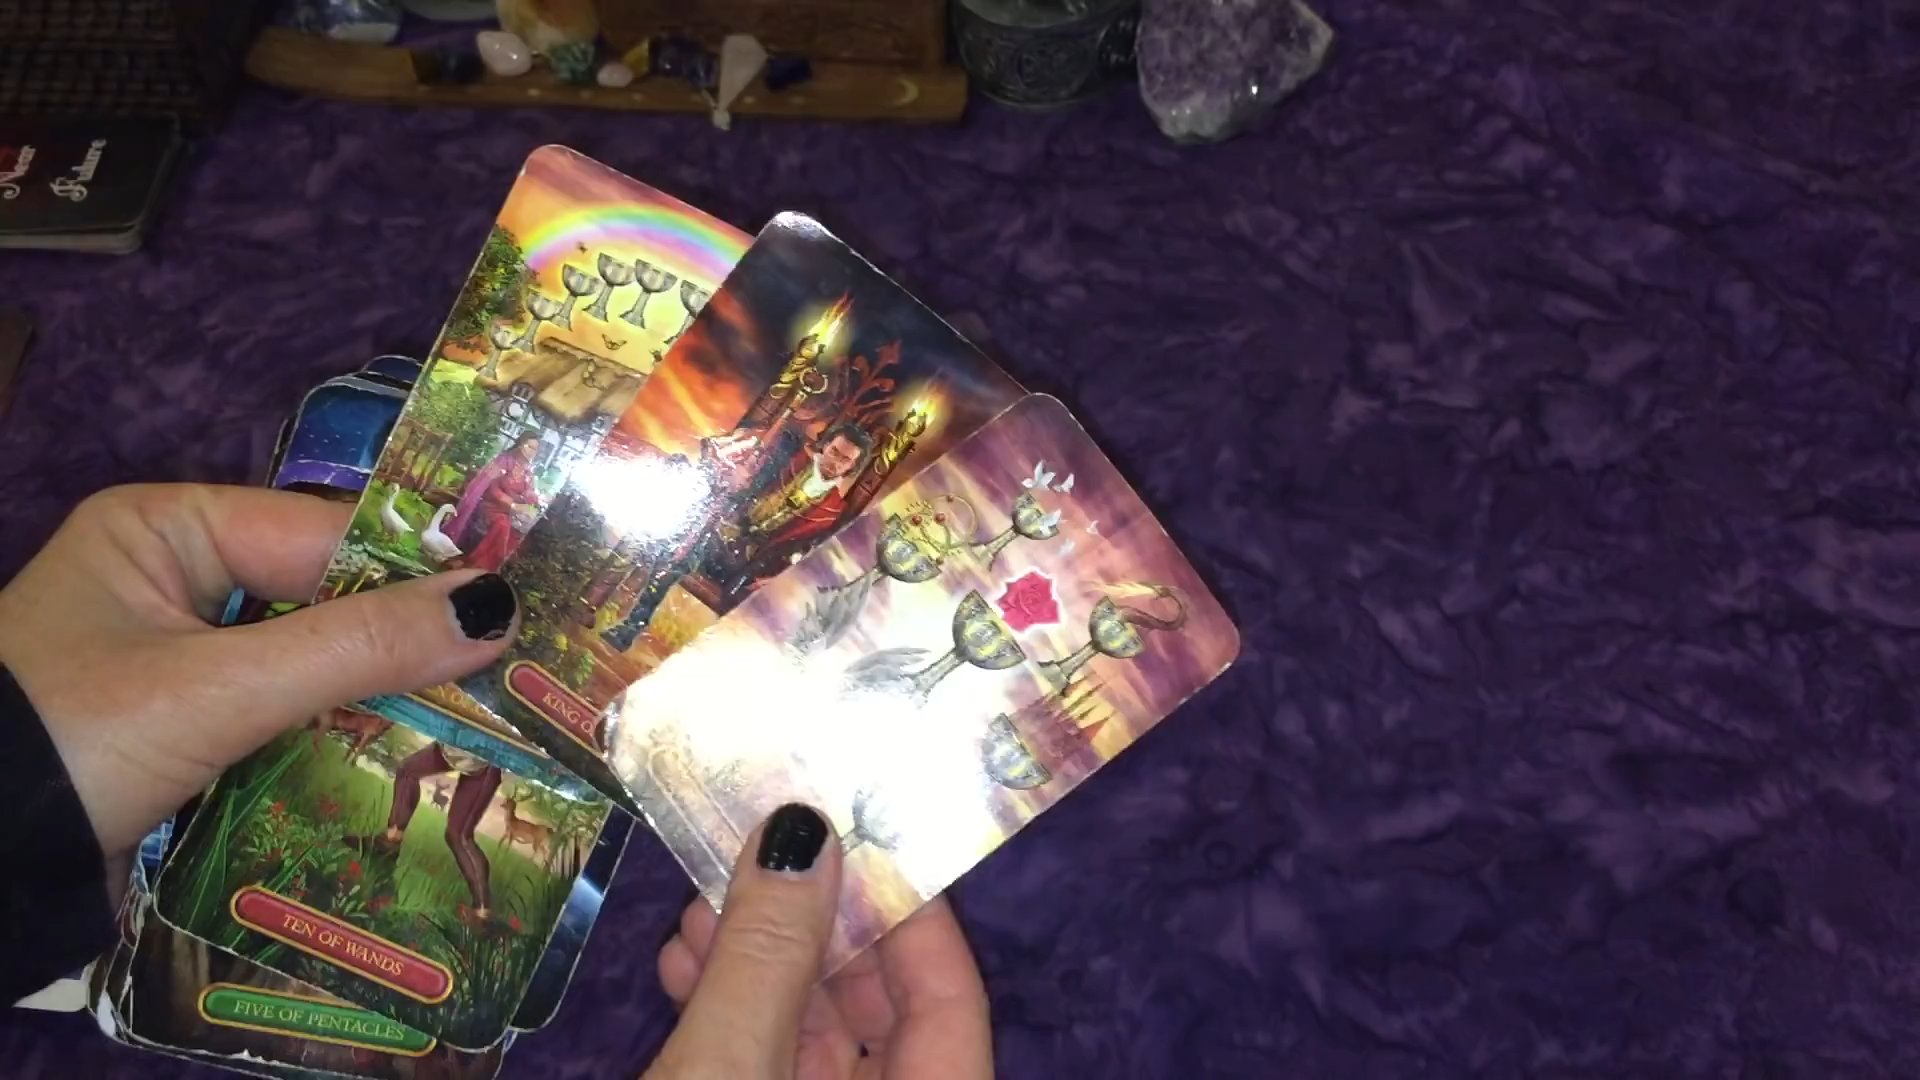 Near
Future
KING O
TEN OF WANDS
FIVE OF PENTACLES